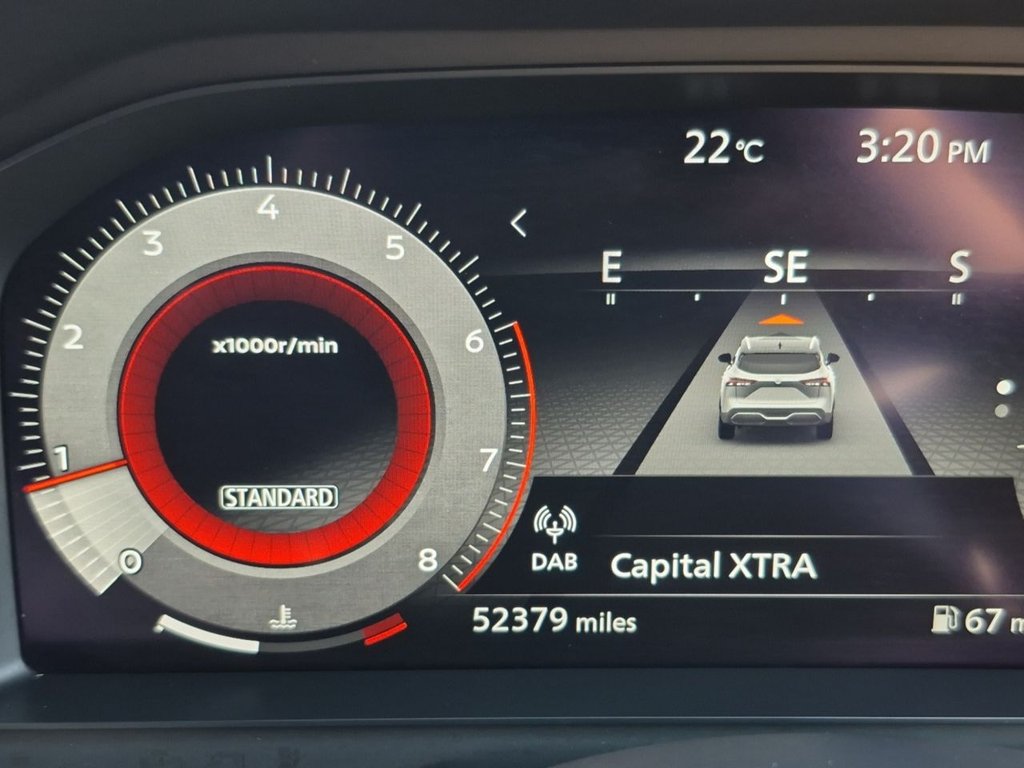 22°C 3:20 PM
E SE S
0 1 2 3 4 5 6 7 8
x1000r/min
STANDARD
DAB Capital XTRA
52379 miles 67